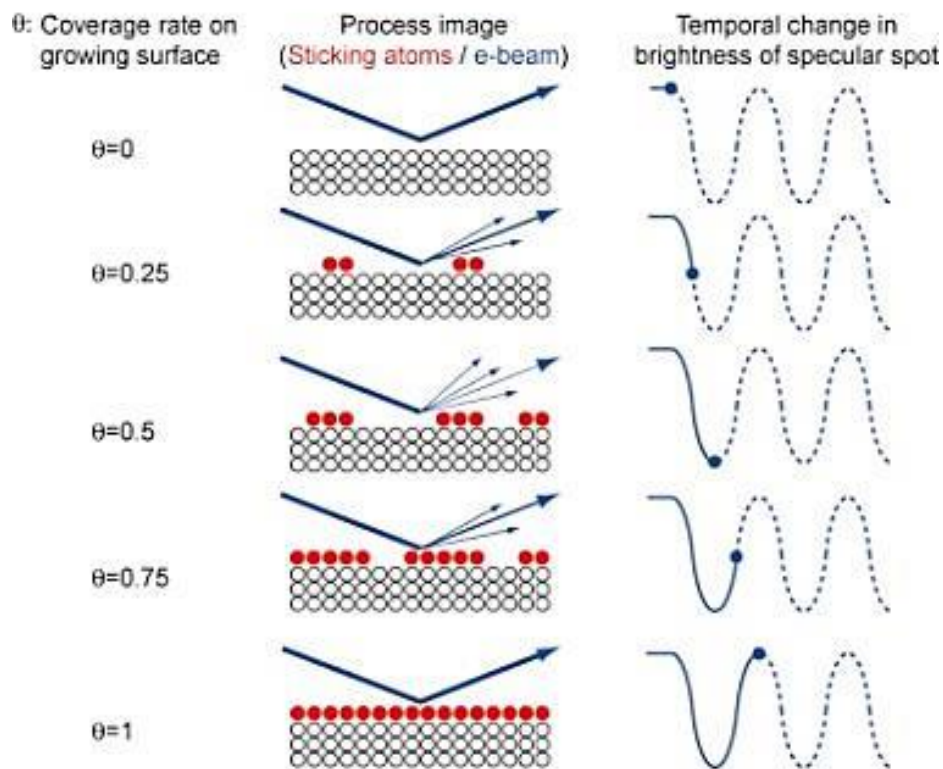 θ: Coverage rate on
growing surface
Process image
(Sticking atoms / e-beam)
Temporal change in
brightness of specular spot
θ=0
θ=0.25
θ=0.5
θ=0.75
θ=1